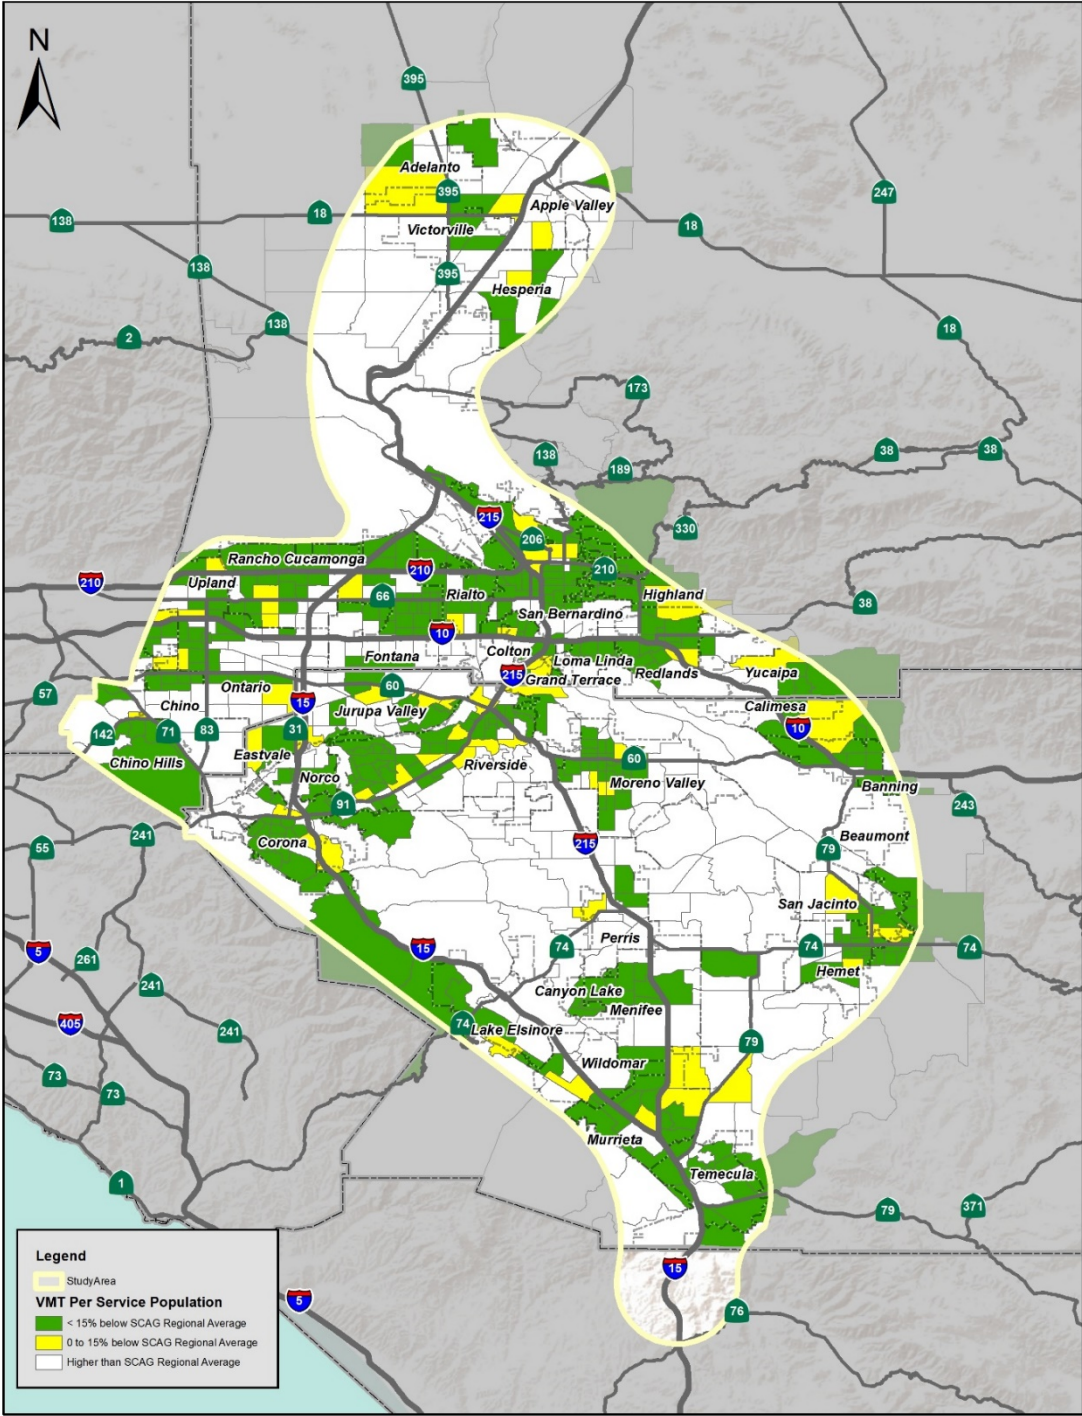 N
395
Adelanto
395
247
138
18
Apple Valley
18
Victorville
138
395
Hesperia
138
2
18
173
138
189
38
38
215
206
330
Rancho Cucamonga
210
210
210
Upland
66
Rialto
Highland
38
San Bernardino
10
Colton
Fontana
Loma Linda
215
Redlands
Yucaipa
Grand Terrace
60
57
Ontario
15
Chino
Jurupa Valley
Calimesa
10
142
71
83
31
Eastvale
Chino Hills
Riverside
60
Norco
Moreno Valley
Banning
91
243
241
Beaumont
55
Corona
215
79
San Jacinto
Perris
15
74
74
74
5
261
Hemet
241
Canyon Lake
Menifee
405
241
74
Lake Elsinore
79
Wildomar
73
73
Murrieta
Temecula
1
79
371
15
5
76
Legend
StudyArea
VMT Per Service Population
< 15% below SCAG Regional Average
0 to 15% below SCAG Regional Average
Higher than SCAG Regional Average